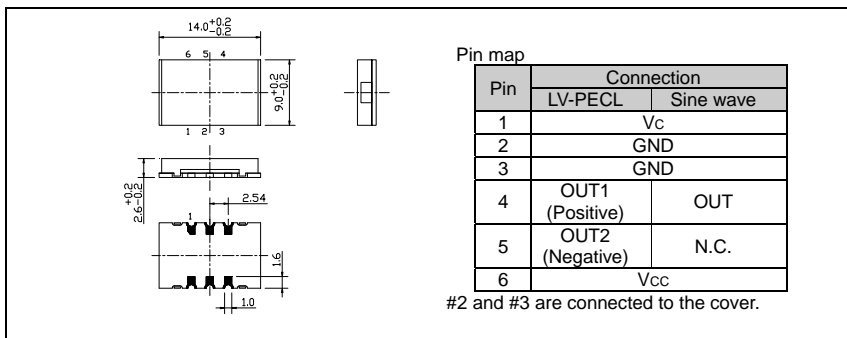 14.0+0.2-0.2
6 5 4
9.0+0.2-0.2
1 2 3
2.6+0.2-0.2
2.54
1
1.6
1.0
Pin map
Pin Connection
LV-PECL Sine wave
1 Vc
2 GND
3 GND
4 OUT1 (Positive) OUT
5 OUT2 (Negative) N.C.
6 Vcc
#2 and #3 are connected to the cover.